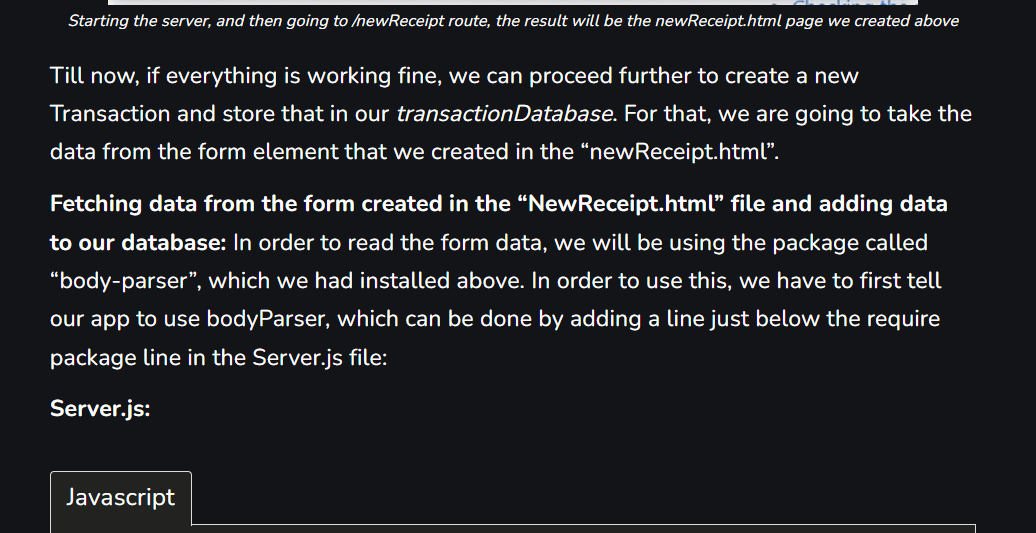 Starting the server, and then going to /newReceipt route, the result will be the newReceipt.html page we created above
Till now, if everything is working fine, we can proceed further to create a new
Transaction and store that in our transactionDatabase. For that, we are going to take the
data from the form element that we created in the “newReceipt.html”.
Fetching data from the form created in the “NewReceipt.html” file and adding data
to our database: In order to read the form data, we will be using the package called
“body-parser”, which we had installed above. In order to use this, we have to first tell
our app to use bodyParser, which can be done by adding a line just below the require
package line in the Server.js file:
Server.js:
Javascript